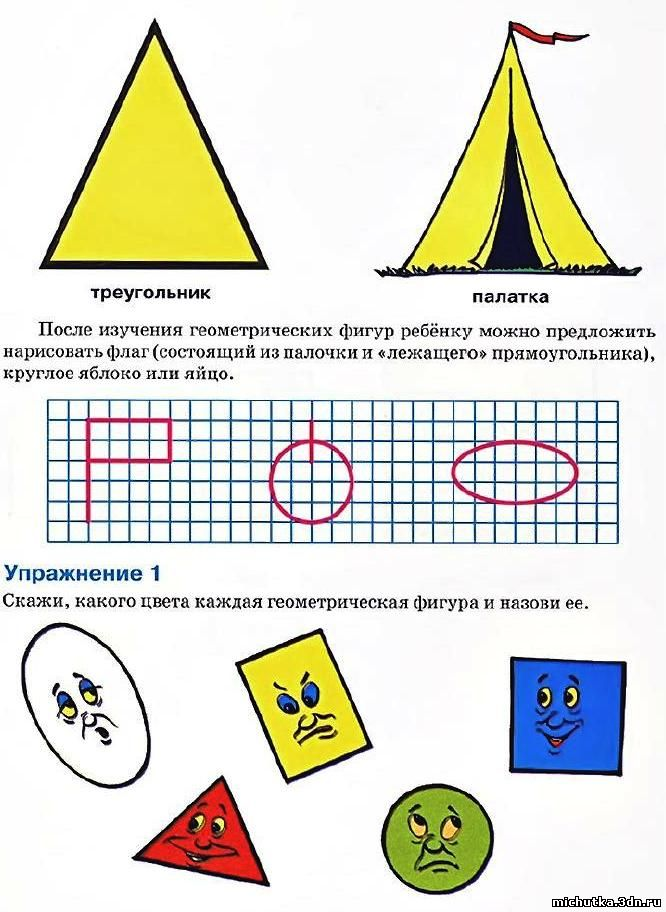 треугольник
палатка
После изучения геометрических фигур ребёнку можно предложить
нарисовать флаг (состоящий из палочки и «лежащего» прямоугольника),
круглое яблоко или яйцо.
Упражнение 1
Скажи, какого цвета каждая геометрическая фигура и назови ее.
michutka.3dn.ru